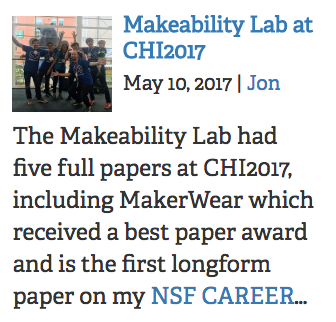 Makeability Lab at
CHI2017
May 10, 2017 | Jon
The Makeability Lab had
five full papers at CHI2017,
including MakerWear which
received a best paper award
and is the first longform
paper on my NSF CAREER...